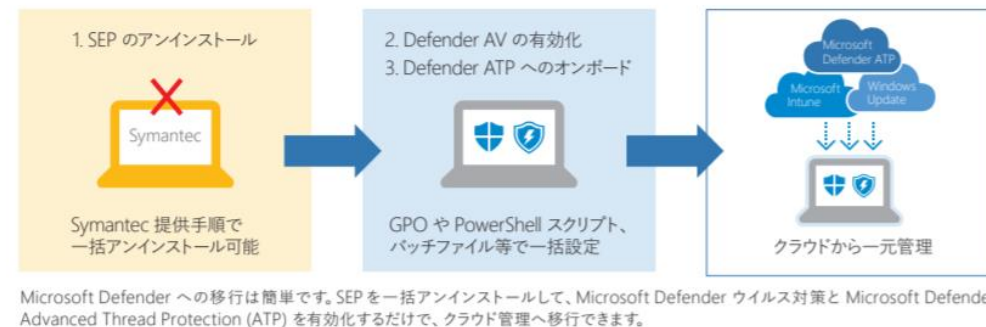 1. SEP のアンインストール
Symantec
Symantec 提供手順で
一括アンインストール可能
2. Defender AV の有効化
3. Defender ATP へのオンボード
GPO や PowerShell スクリプト、
バッチファイル等で一括設定
Microsoft
Defender ATP
Microsoft
Intune
Windows
Update
クラウドから一元管理
Microsoft Defender への移行は簡単です。SEP を一括アンインストールして、Microsoft Defender ウイルス対策と Microsoft Defende
Advanced Thread Protection (ATP) を有効化するだけで、クラウド管理へ移行できます。